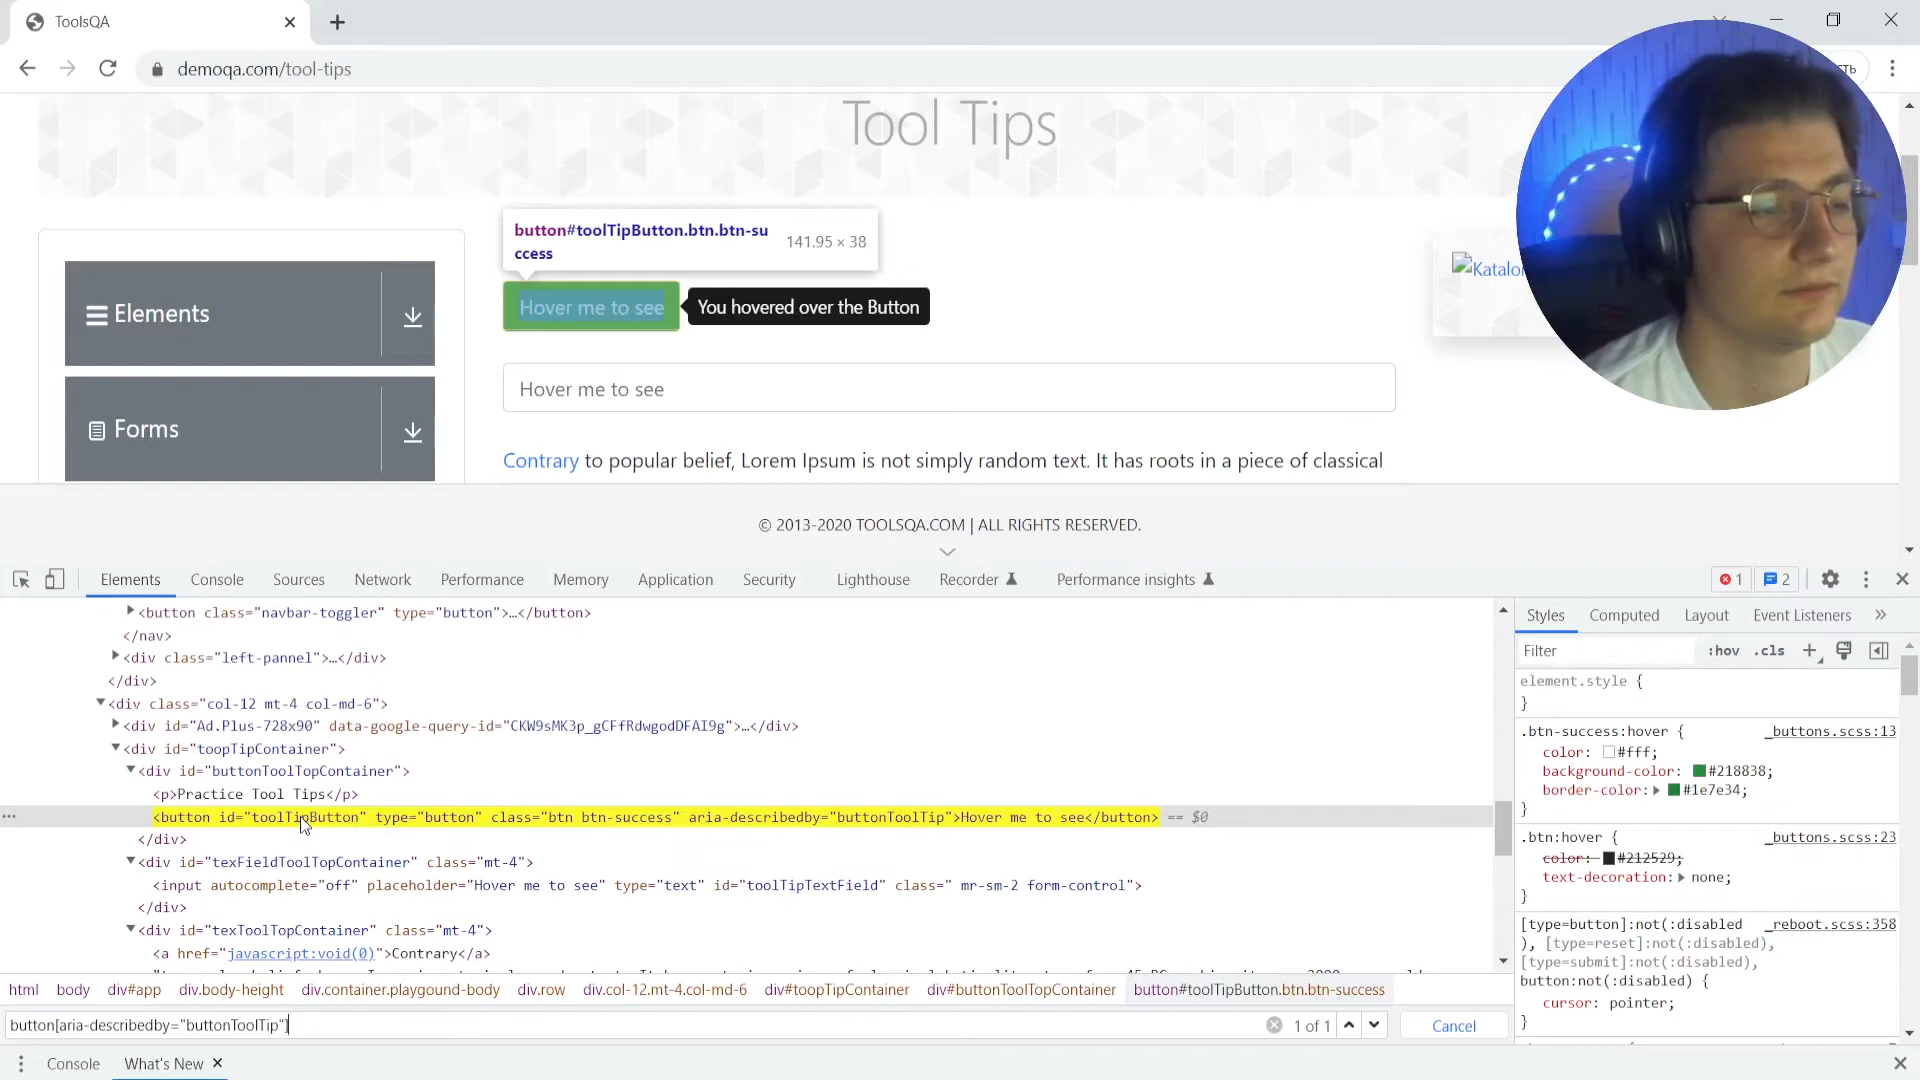 ToolsQA
demoqa.com/tool-tips
ть
Tool Tips
button#toolTipButton.btn.btn-su
ccess
141.95 × 38
Elements
Hover me to see
You hovered over the Button
Katalo
Hover me to see
Forms
Contrary to popular belief, Lorem Ipsum is not simply random text. It has roots in a piece of classical
© 2013-2020 TOOLSQA.COM | ALL RIGHTS RESERVED.
Elements Console Sources Network Performance Memory Application Security Lighthouse Recorder Performance insights 1 2
<button class="navbar-toggler" type="button">…</button>
</nav>
<div class="left-pannel">…</div>
</div>
<div class="col-12 mt-4 col-md-6">
<div id="Ad.Plus-728x90" data-google-query-id="CKW9sMK3p_gCFfRdwgodDFAI9g">…</div>
<div id="toopTipContainer">
<div id="buttonToolTopContainer">
<p>Practice Tool Tips</p>
… <button id="toolTipButton" type="button" class="btn btn-success" aria-describedby="buttonToolTip">Hover me to see</button> == $0
</div>
<div id="texFieldToolTopContainer" class="mt-4">
<input autocomplete="off" placeholder="Hover me to see" type="text" id="toolTipTextField" class=" mr-sm-2 form-control">
</div>
<div id="texToolTopContainer" class="mt-4">
<a href="javascript:void(0)">Contrary</a>
html body div#app div.body-height div.container.playgound-body div.row div.col-12.mt-4.col-md-6 div#toopTipContainer div#buttonToolTopContainer button#toolTipButton.btn.btn-success
button[aria-describedby="buttonToolTip"]
1 of 1
Cancel
Console What's New
Styles Computed Layout Event Listeners »
Filter :hov .cls +
element.style {
}
.btn-success:hover { _buttons.scss:13
color: #fff;
background-color: #218838;
border-color: #1e7e34;
}
.btn:hover { _buttons.scss:23
color: #212529;
text-decoration: none;
}
[type=button]:not(:disabled _reboot.scss:358
), [type=reset]:not(:disabled),
[type=submit]:not(:disabled),
button:not(:disabled) {
cursor: pointer;
}